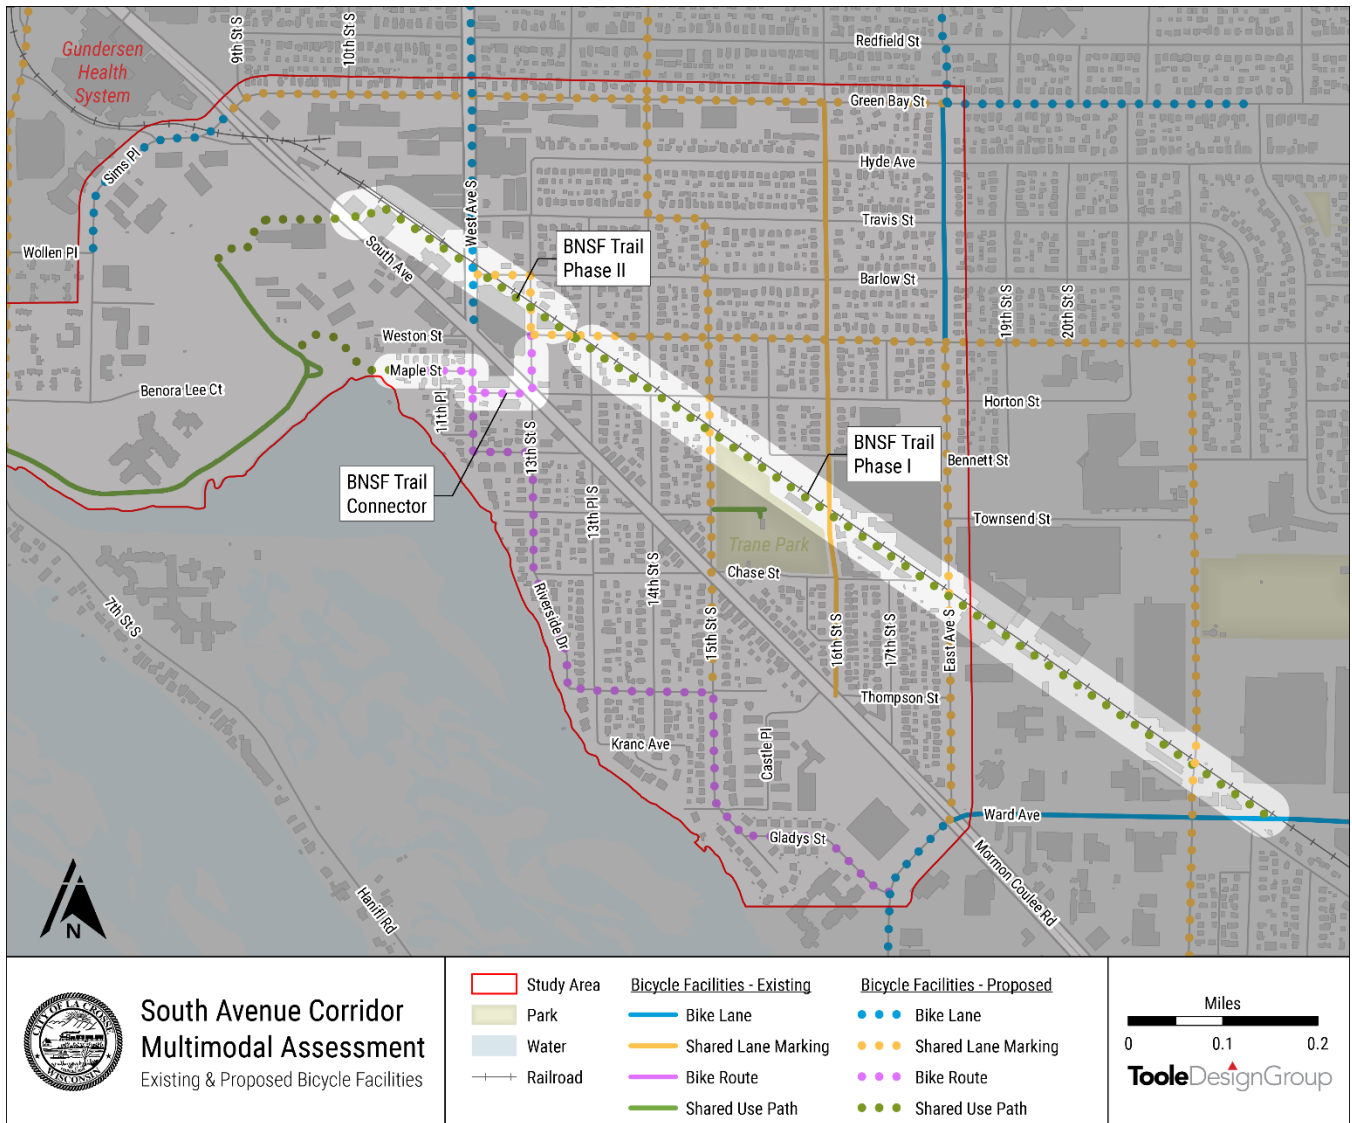 Gundersen
Health
System
9th St S
10th St S
Redfield St
Green Bay St
Hyde Ave
Sims Pl
West Ave S
Travis St
Wollen Pl
South Ave
BNSF Trail
Phase II
Barlow St
19th St S
20th St S
Weston St
Maple St
Benora Lee Ct
11th Pl
Horton St
13th St S
BNSF Trail
Phase I
Bennett St
BNSF Trail
Connector
13th Pl S
Townsend St
Trane Park
Chase St
14th St S
7th St S
Riverside Dr
15th St S
16th St S
17th St S
East Ave S
Thompson St
Kranc Ave
Castle Pl
Ward Ave
Gladys St
Mormon Coulee Rd
Hanifl Rd
N
CITY OF LA CROSSE
WISCONSIN
South Avenue Corridor
Multimodal Assessment
Existing & Proposed Bicycle Facilities
Study Area
Park
Water
Railroad
Bicycle Facilities - Existing
Bike Lane
Shared Lane Marking
Bike Route
Shared Use Path
Bicycle Facilities - Proposed
Bike Lane
Shared Lane Marking
Bike Route
Shared Use Path
Miles
0 0.1 0.2
TooleDesignGroup